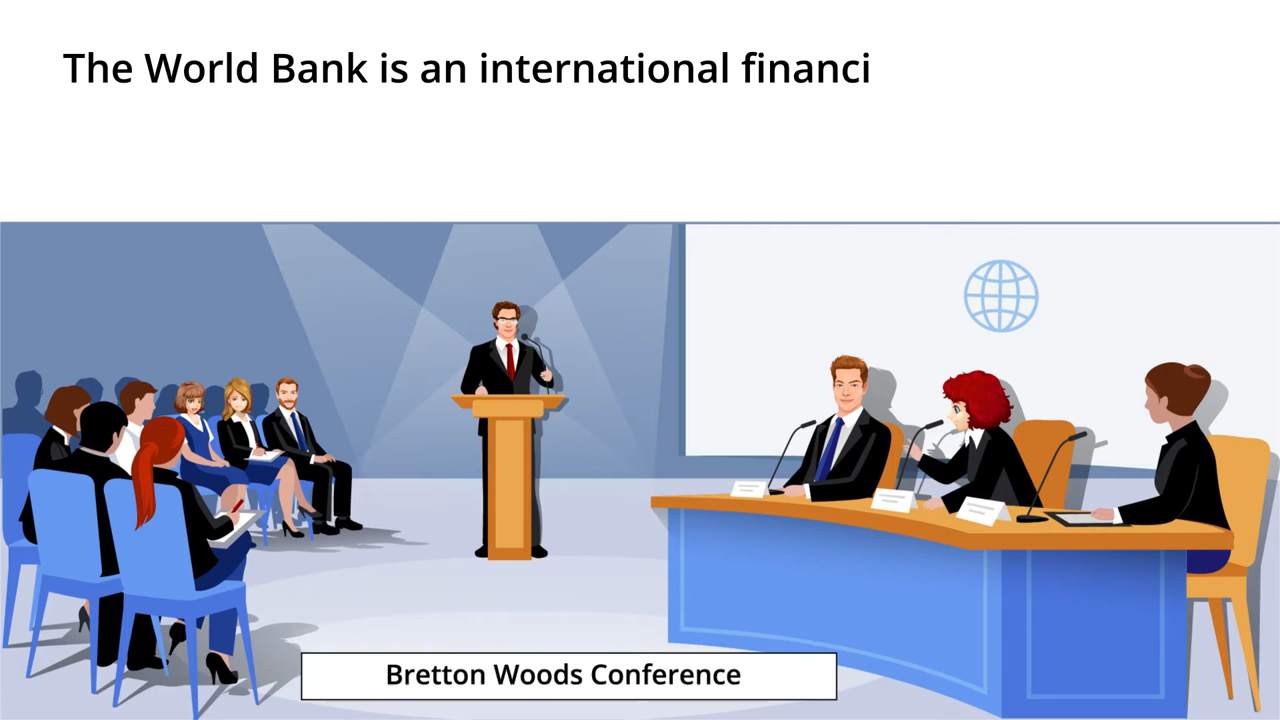 The World Bank is an international financi
Bretton Woods Conference